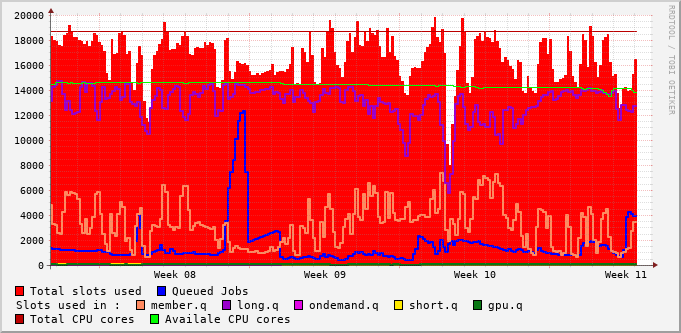 20000
18000
16000
14000
12000
10000
8000
6000
4000
2000
0
Week 08 Week 09 Week 10 Week 11
RRDTOOL / TOBI OETIKER
Total slots used Queued Jobs
Slots used in : member.q long.q ondemand.q short.q gpu.q
Total CPU cores Availale CPU cores